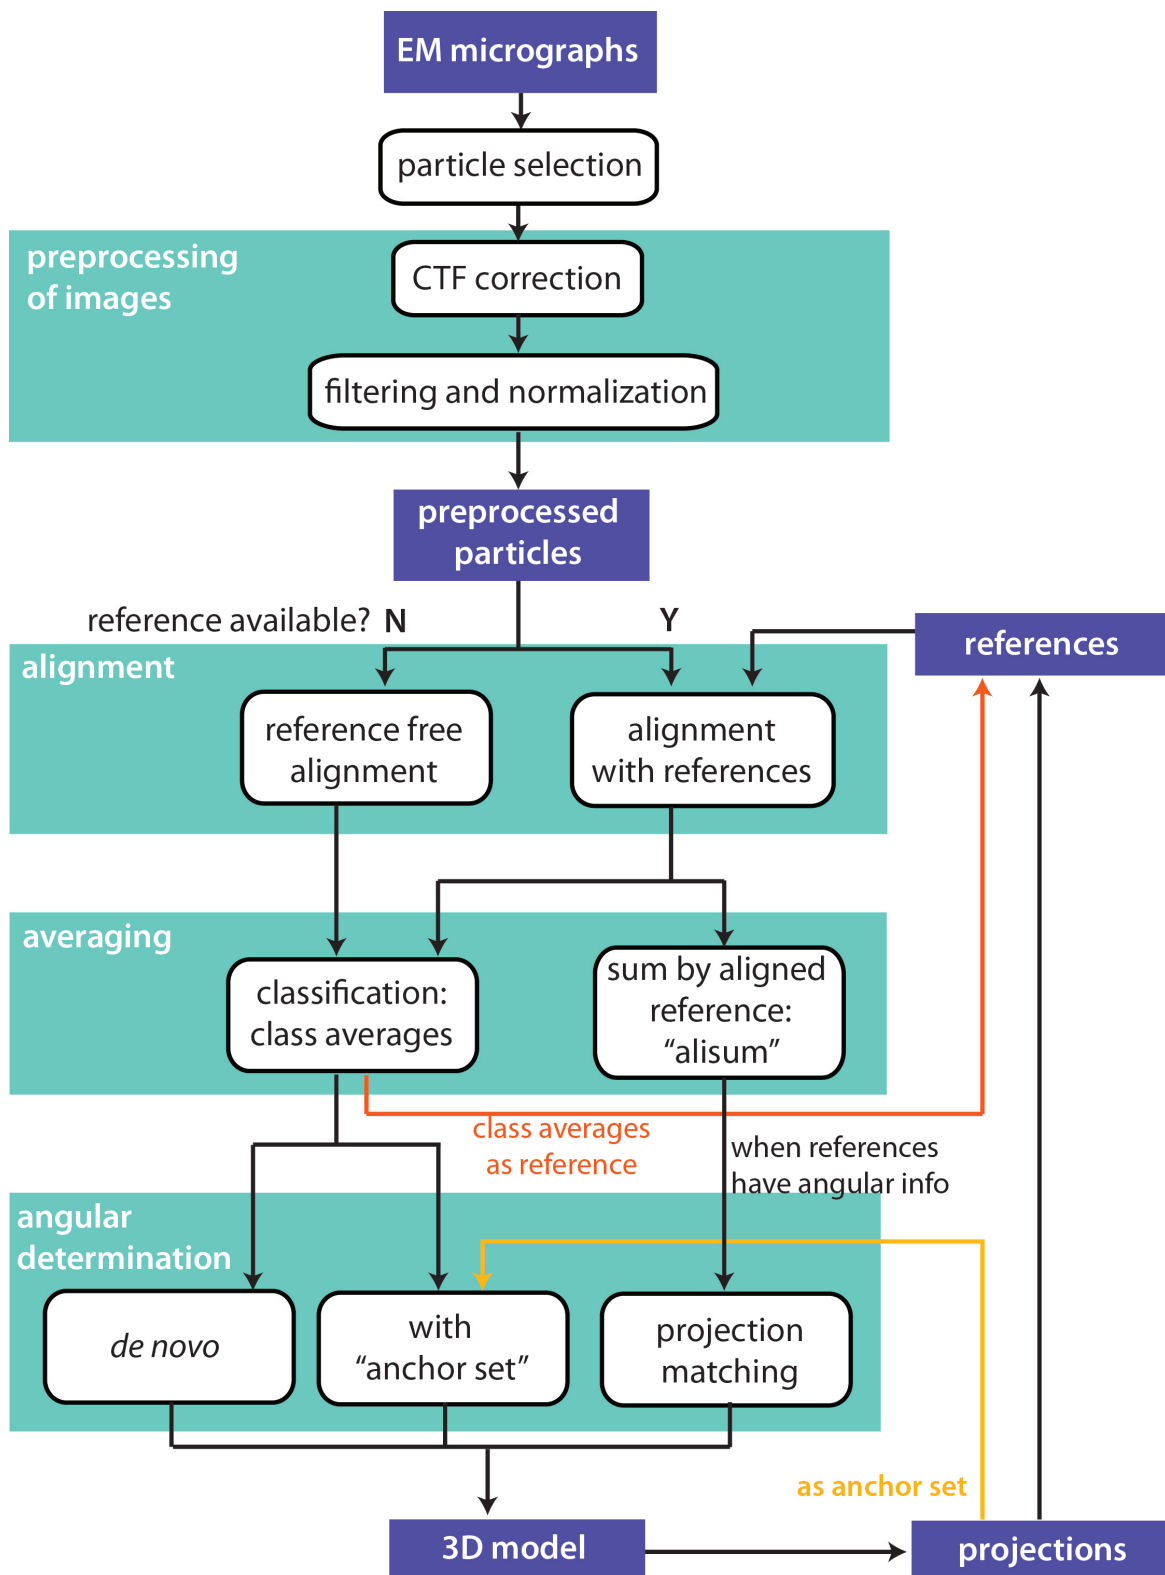 EM micrographs
particle selection
preprocessing
of images
CTF correction
filtering and normalization
preprocessed
particles
reference available? N
Y
references
alignment
reference free
alignment
alignment
with references
averaging
classification:
class averages
sum by aligned
reference:
“alisum”
class averages
as reference
when references
have angular info
angular
determination
de novo
with
“anchor set”
projection
matching
as anchor set
3D model
projections